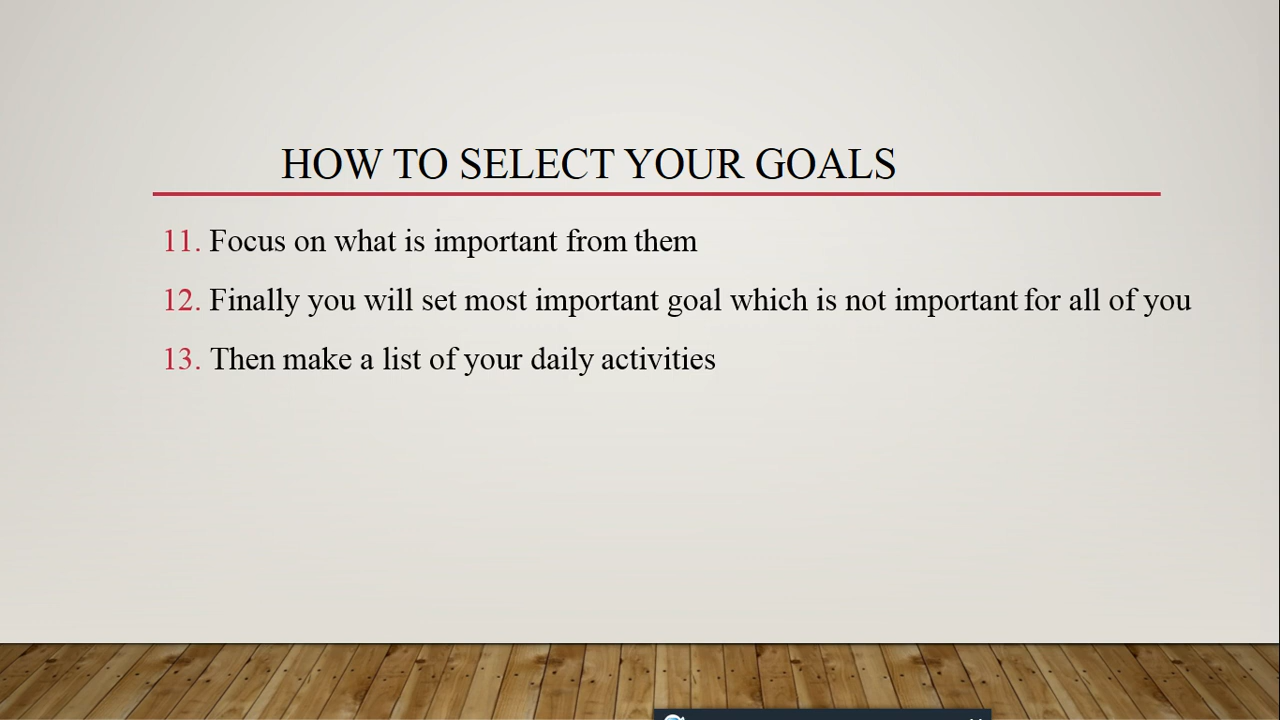 HOW TO SELECT YOUR GOALS
11. Focus on what is important from them
12. Finally you will set most important goal which is not important for all of you
13. Then make a list of your daily activities